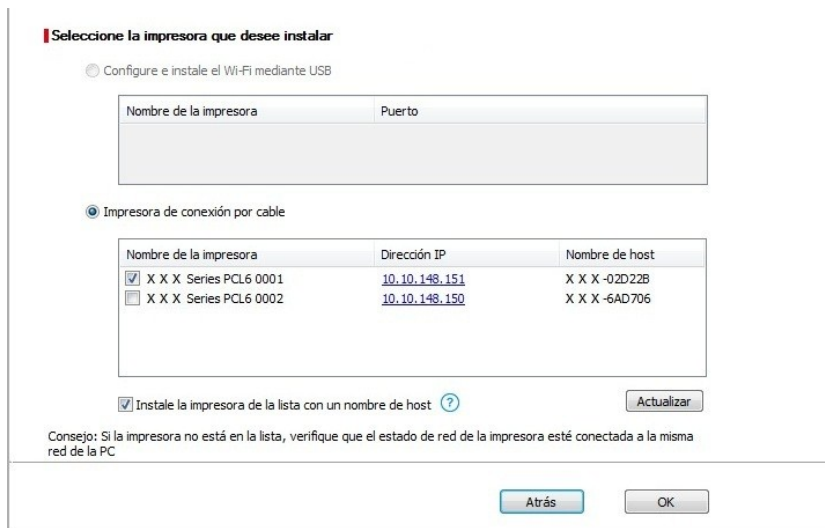 Seleccione la impresora que desee instalar
Configure e instale el Wi-Fi mediante USB
Nombre de la impresora Puerto
Impresora de conexión por cable
Nombre de la impresora Dirección IP Nombre de host
X X X Series PCL6 0001 10.10.148.151 X X X -02D22B
X X X Series PCL6 0002 10.10.148.150 X X X -6AD706
Instale la impresora de la lista con un nombre de host ? Actualizar
Consejo: Si la impresora no está en la lista, verifique que el estado de red de la impresora esté conectada a la misma
red de la PC
Atrás OK